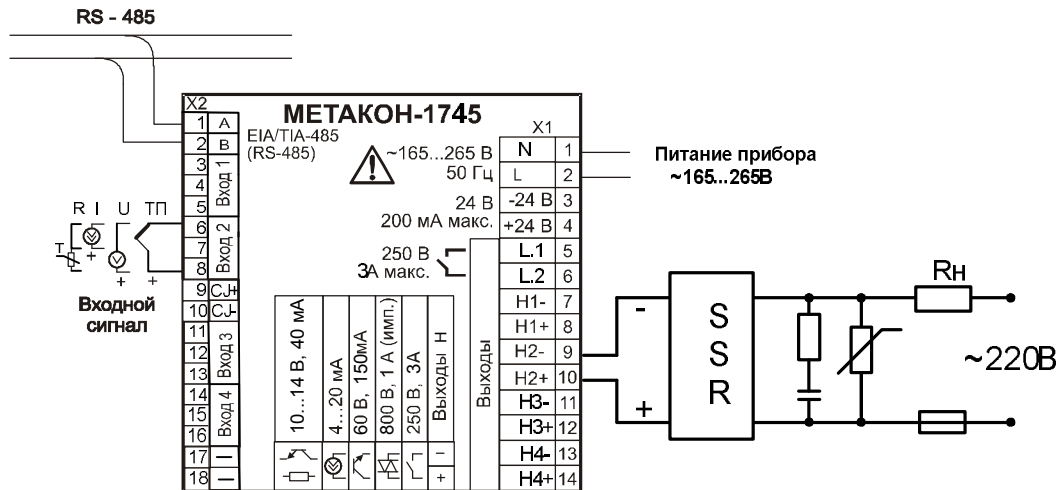 RS - 485
МЕТАКОН-1745
X2
X1
1 A
2 B
3
4
5
Вход 1
6
7
8
Вход 2
9 CJ+
10 CJ-
11
12
13
Вход 3
14
15
16
Вход 4
17 —
18 —
EIA/TIA-485
(RS-485)
~165...265 В
50 Гц
24 В
200 мА макс.
250 В
3А макс.
N 1
L 2
-24 В 3
+24 В 4
L.1 5
L.2 6
H1- 7
H1+ 8
H2- 9
H2+ 10
H3- 11
H3+ 12
H4- 13
H4+ 14
Выходы
10...14 В, 40 мА
4...20 мА
60 В, 150мА
800 В, 1 А (имп.)
250 В, 3А
Выходы Н
+ −
Питание прибора
~165...265В
R I U ТП
T
+ + +
Входной
сигнал
-
+
S
S
R
Rн
~220В